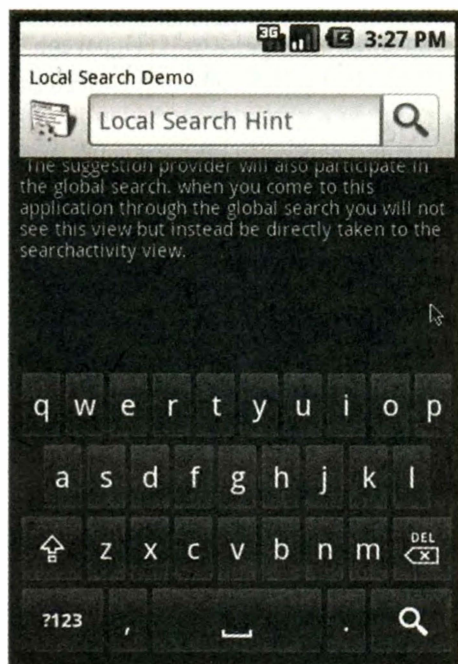 3G 3:27 PM
Local Search Demo
Local Search Hint
The suggestion provider will also participate in
the global search. when you come to this
application through the global search you will not
see this view but instead be directly taken to the
searchactivity view.
q w e r t y u i o p
a s d f g h j k l
z x c v b n m DEL
?123 , .